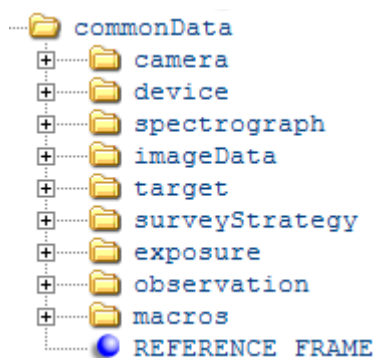 commonData
camera
device
spectrograph
imageData
target
surveyStrategy
exposure
observation
macros
REFERENCE FRAME